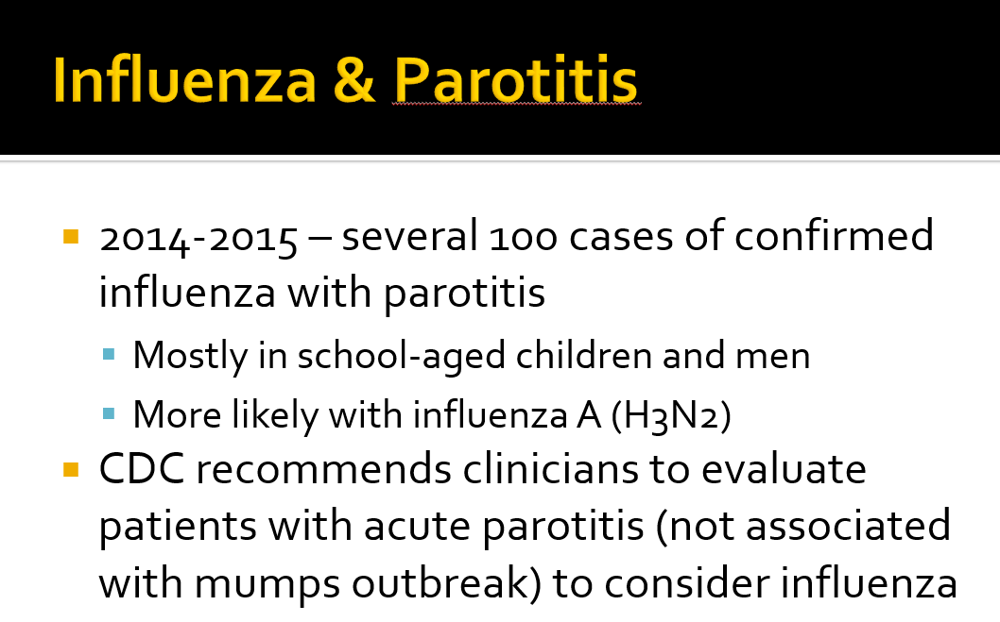 Influenza & Parotitis
2014-2015 – several 100 cases of confirmed
influenza with parotitis
Mostly in school-aged children and men
More likely with influenza A (H3N2)
CDC recommends clinicians to evaluate
patients with acute parotitis (not associated
with mumps outbreak) to consider influenza